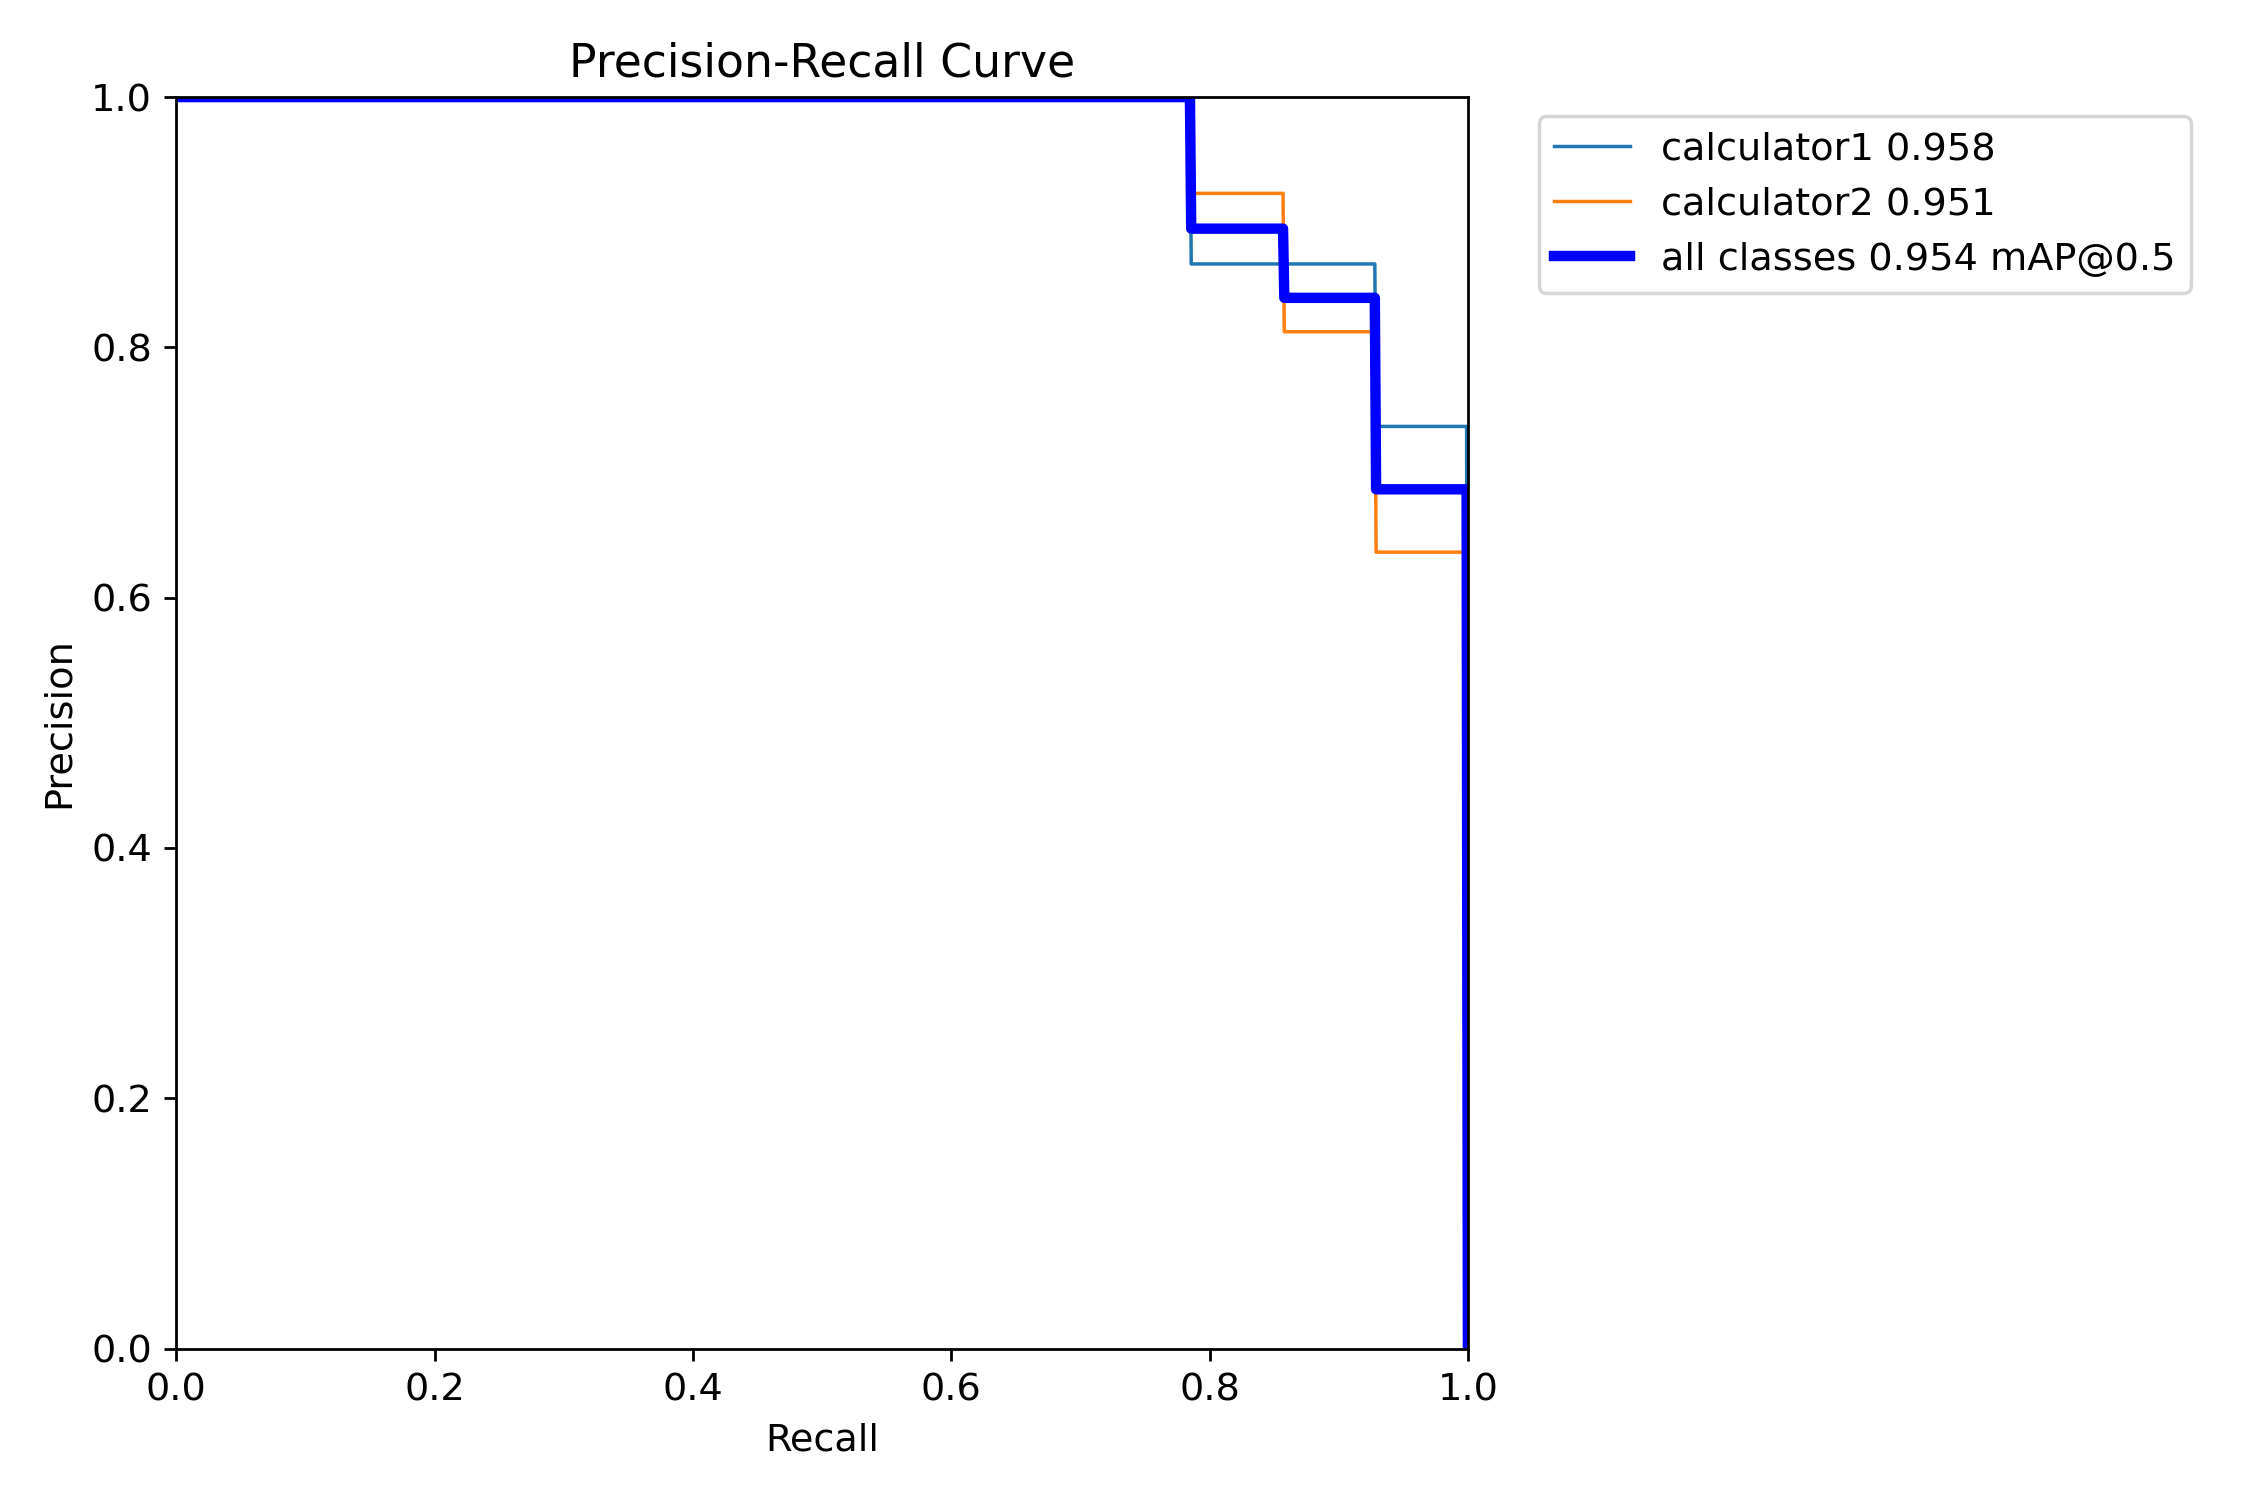 Precision-Recall Curve
calculator1 0.958
calculator2 0.951
all classes 0.954 mAP@0.5
1.0
0.8
0.6
0.4
0.2
0.0
Precision
0.0 0.2 0.4 0.6 0.8 1.0
Recall